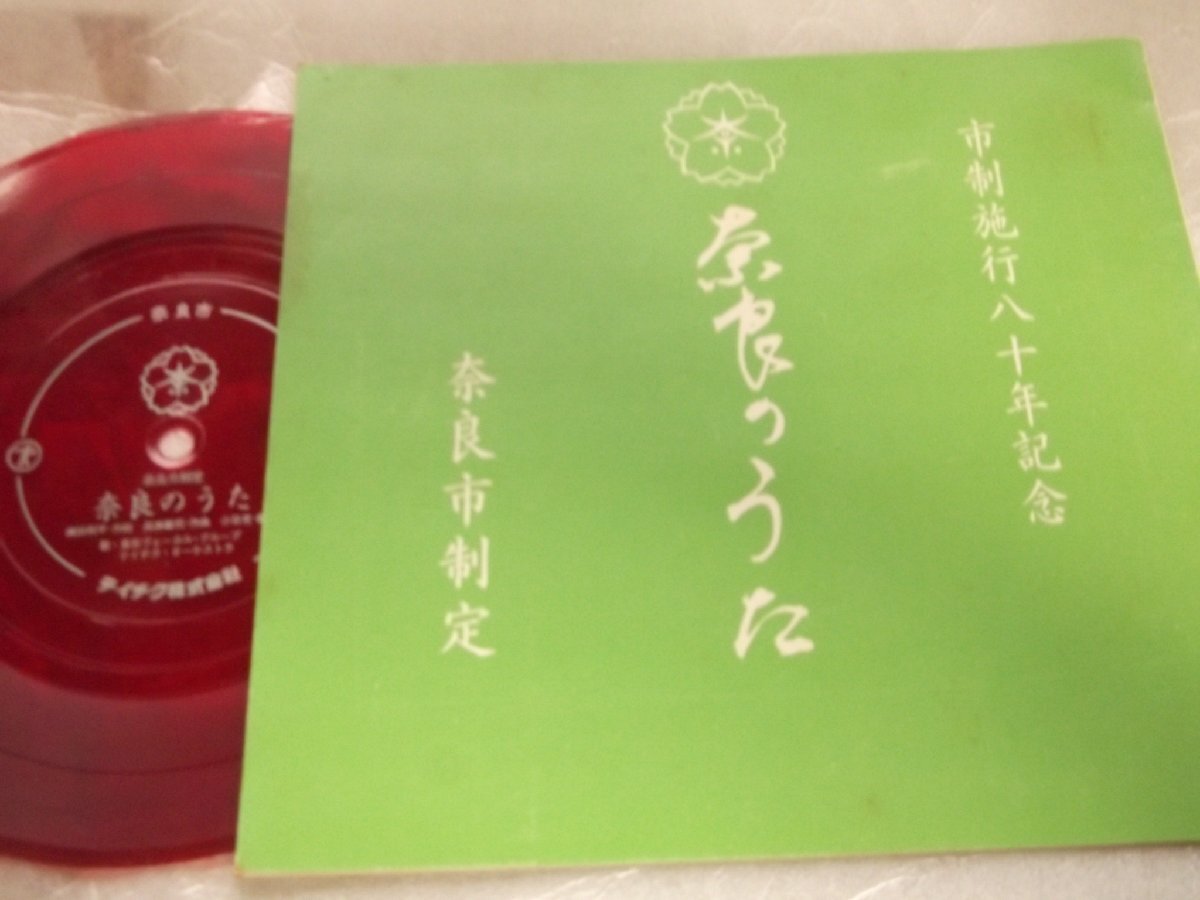 市制施行八十年記念
奈良のうた
奈良市制定
奈良市
奈良のうた
テイチク株式会社